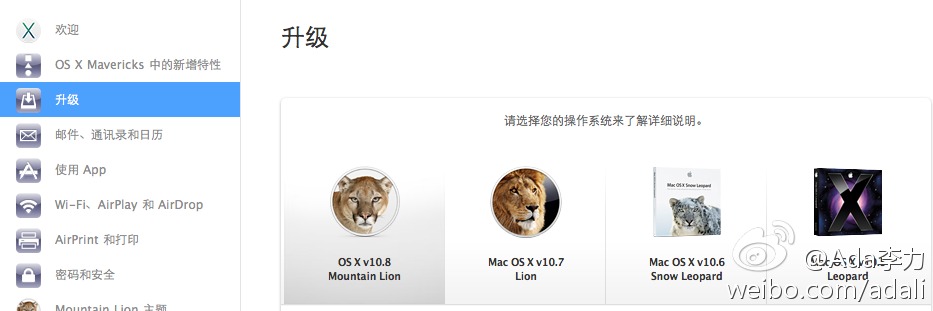 欢迎
OS X Mavericks 中的新增特性
升级
邮件、通讯录和日历
使用 App
Wi-Fi、AirPlay 和 AirDrop
AirPrint 和打印
密码和安全
Mountain Lion 主题
升级
请选择您的操作系统来了解详细说明。
Mac OS X Snow Leopard
OS X v10.8
Mountain Lion
Mac OS X v10.7
Lion
Mac OS X v10.6
Snow Leopard
OS X
Leopard
@Ada李力
weibo.com/adali